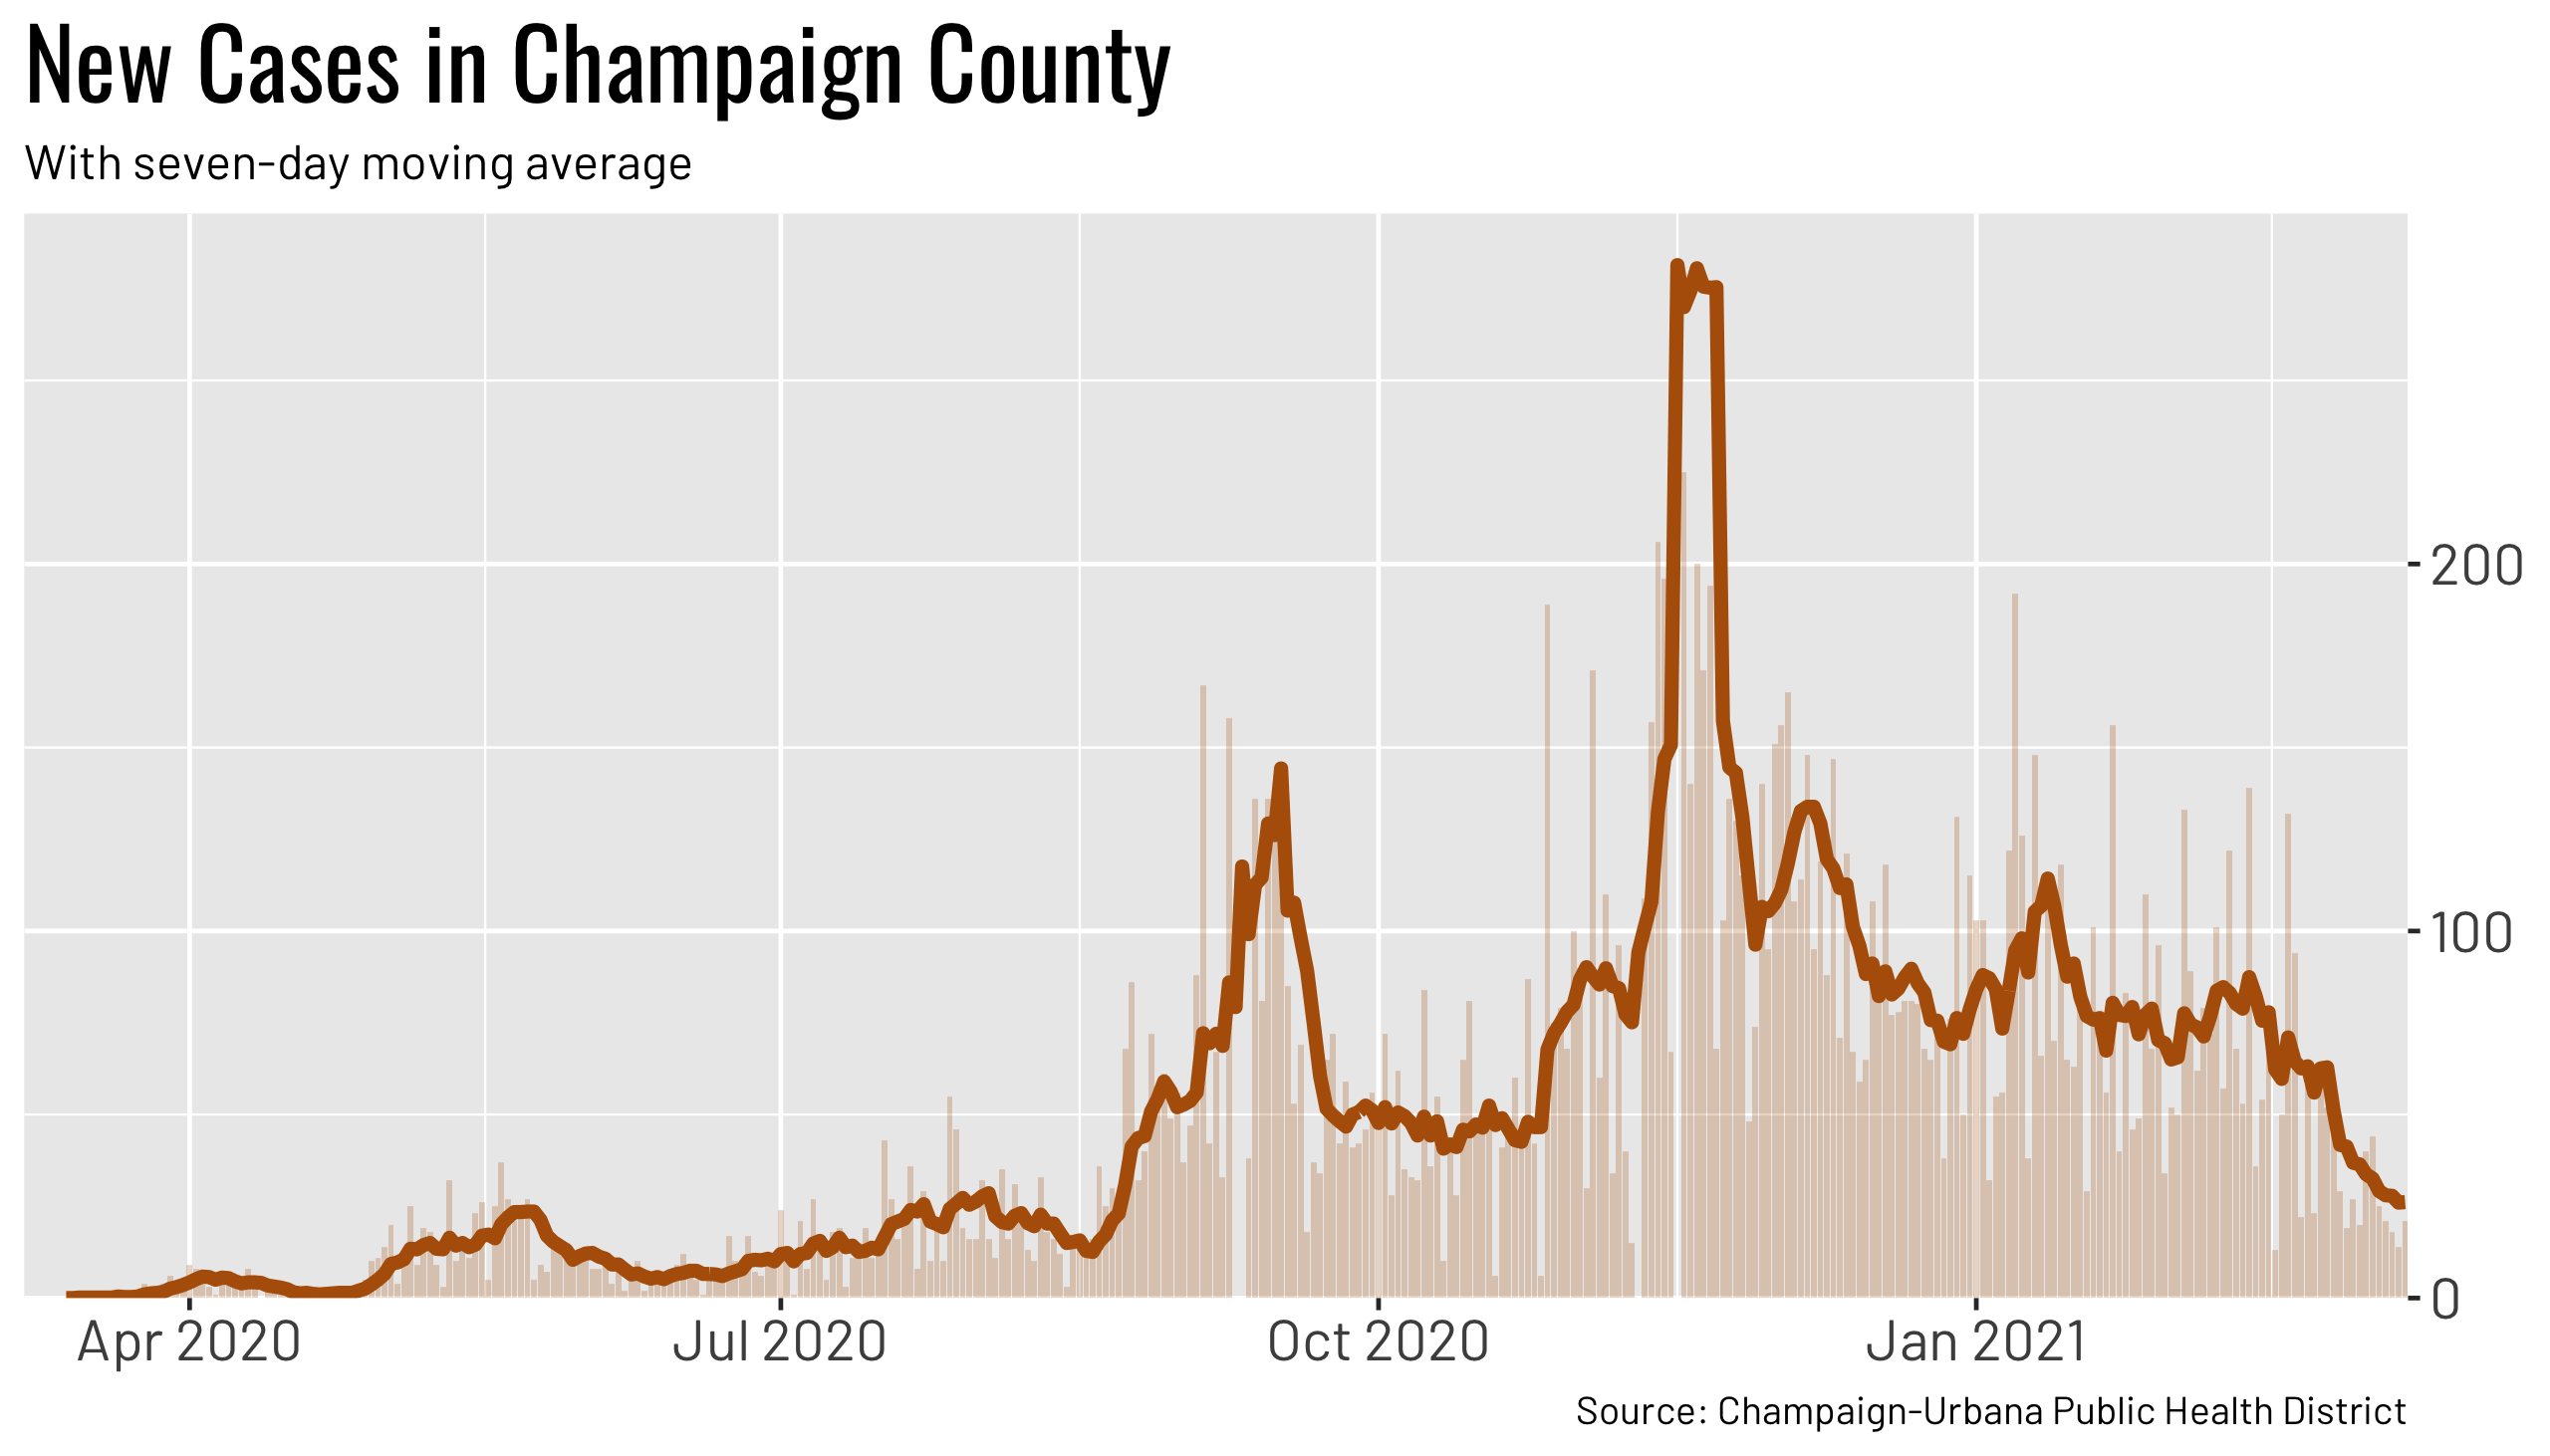 New Cases in Champaign County
With seven-day moving average
200
100
0
Apr 2020
Jul 2020
Oct 2020
Jan 2021
Source: Champaign-Urbana Public Health District